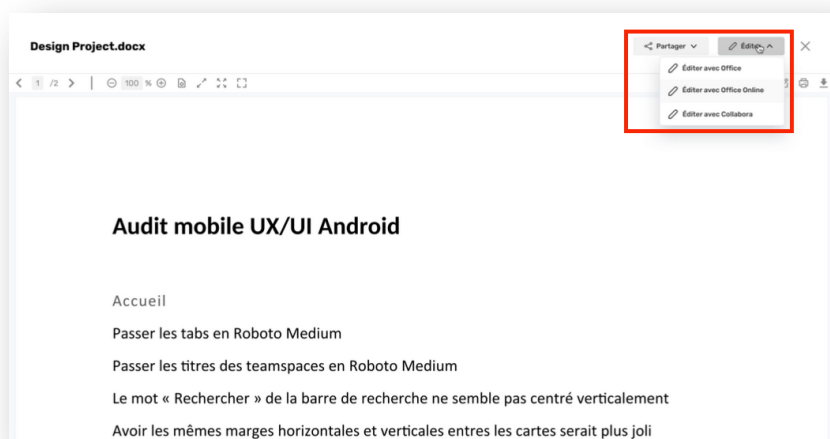 Design Project.docx
Partager
Éditer
1 /2
100 %
Éditer avec Office
Éditer avec Office Online
Éditer avec Collabora
Audit mobile UX/UI Android
Accueil
Passer les tabs en Roboto Medium
Passer les titres des teamspaces en Roboto Medium
Le mot « Rechercher » de la barre de recherche ne semble pas centré verticalement
Avoir les mêmes marges horizontales et verticales entres les cartes serait plus joli